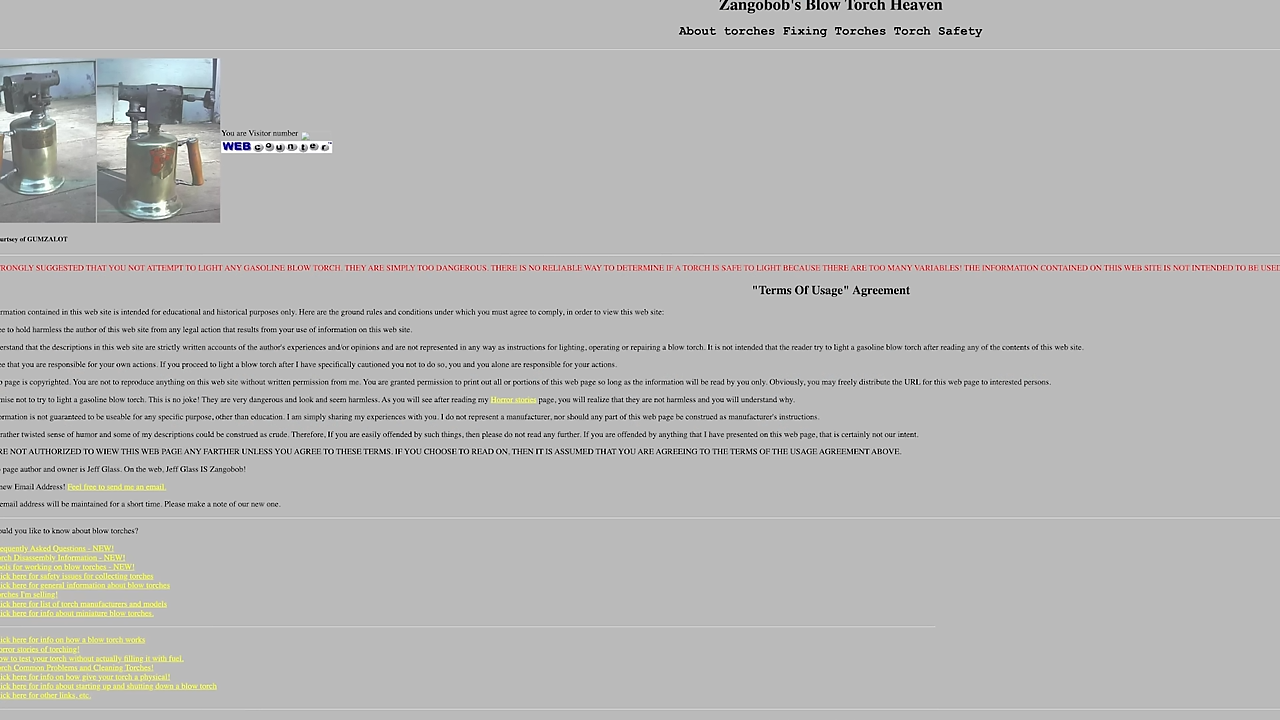 Zangobob's Blow Torch Heaven
About torches Fixing Torches Torch Safety
You are Visitor number
WEB counter
urtsey of GUMZALOT
RONGLY SUGGESTED THAT YOU NOT ATTEMPT TO LIGHT ANY GASOLINE BLOW TORCH. THEY ARE SIMPLY TOO DANGEROUS. THERE IS NO RELIABLE WAY TO DETERMINE IF A TORCH IS SAFE TO LIGHT BECAUSE THERE ARE TOO MANY VARIABLES! THE INFORMATION CONTAINED ON THIS WEB SITE IS NOT INTENDED TO BE USED
"Terms Of Usage" Agreement
rmation contained in this web site is intended for educational and historical purposes only. Here are the ground rules and conditions under which you must agree to comply, in order to view this web site:
ee to hold harmless the author of this web site from any legal action that results from your use of information on this web site.
erstand that the descriptions in this web site are strictly written accounts of the author's experiences and/or opinions and are not represented in any way as instructions for lighting, operating or repairing a blow torch. It is not intended that the reader try to light a gasoline blow torch after reading any of the contents of this web site.
ee that you are responsible for your own actions. If you proceed to light a blow torch after I have specifically cautioned you not to do so, you and you alone are responsible for your actions.
b page is copyrighted. You are not to reproduce anything on this web site without written permission from me. You are granted permission to print out all or portions of this web page so long as the information will be read by you only. Obviously, you may freely distribute the URL for this web page to interested persons.
mise not to try to light a gasoline blow torch. This is no joke! They are very dangerous and look and seem harmless. As you will see after reading my Horror stories page, you will realize that they are not harmless and you will understand why.
ormation is not guaranteed to be useable for any specific purpose, other than education. I am simply sharing my experiences with you. I do not represent a manufacturer, nor should any part of this web page be construed as manufacturer's instructions.
rather twisted sense of humor and some of my descriptions could be construed as crude. Therefore, If you are easily offended by such things, then please do not read any further. If you are offended by anything that I have presented on this web page, that is certainly not our intent.
RE NOT AUTHORIZED TO WIEW THIS WEB PAGE ANY FARTHER UNLESS YOU AGREE TO THESE TERMS. IF YOU CHOOSE TO READ ON, THEN IT IS ASSUMED THAT YOU ARE AGREEING TO THE TERMS OF THE USAGE AGREEMENT ABOVE.
page author and owner is Jeff Glass. On the web, Jeff Glass IS Zangobob!
new Email Address! Feel free to send me an email.
email address will be maintained for a short time. Please make a note of our new one.
ould you like to know about blow torches?
equently Asked Questions - NEW!
rch Disassembly Information - NEW!
ols for working on blow torches - NEW!
ick here for safety issues for collecting torches
ick here for general information about blow torches
rches I'm selling!
ick here for list of torch manufacturers and models
ick here for info about miniature blow torches.
ick here for info on how a blow torch works
orror stories of torching!
ow to test your torch without actually filling it with fuel.
rch Common Problems and Cleaning Torches!
ick here for info on how give your torch a physical!
ick here for info about starting up and shutting down a blow torch
ick here for other links, etc.